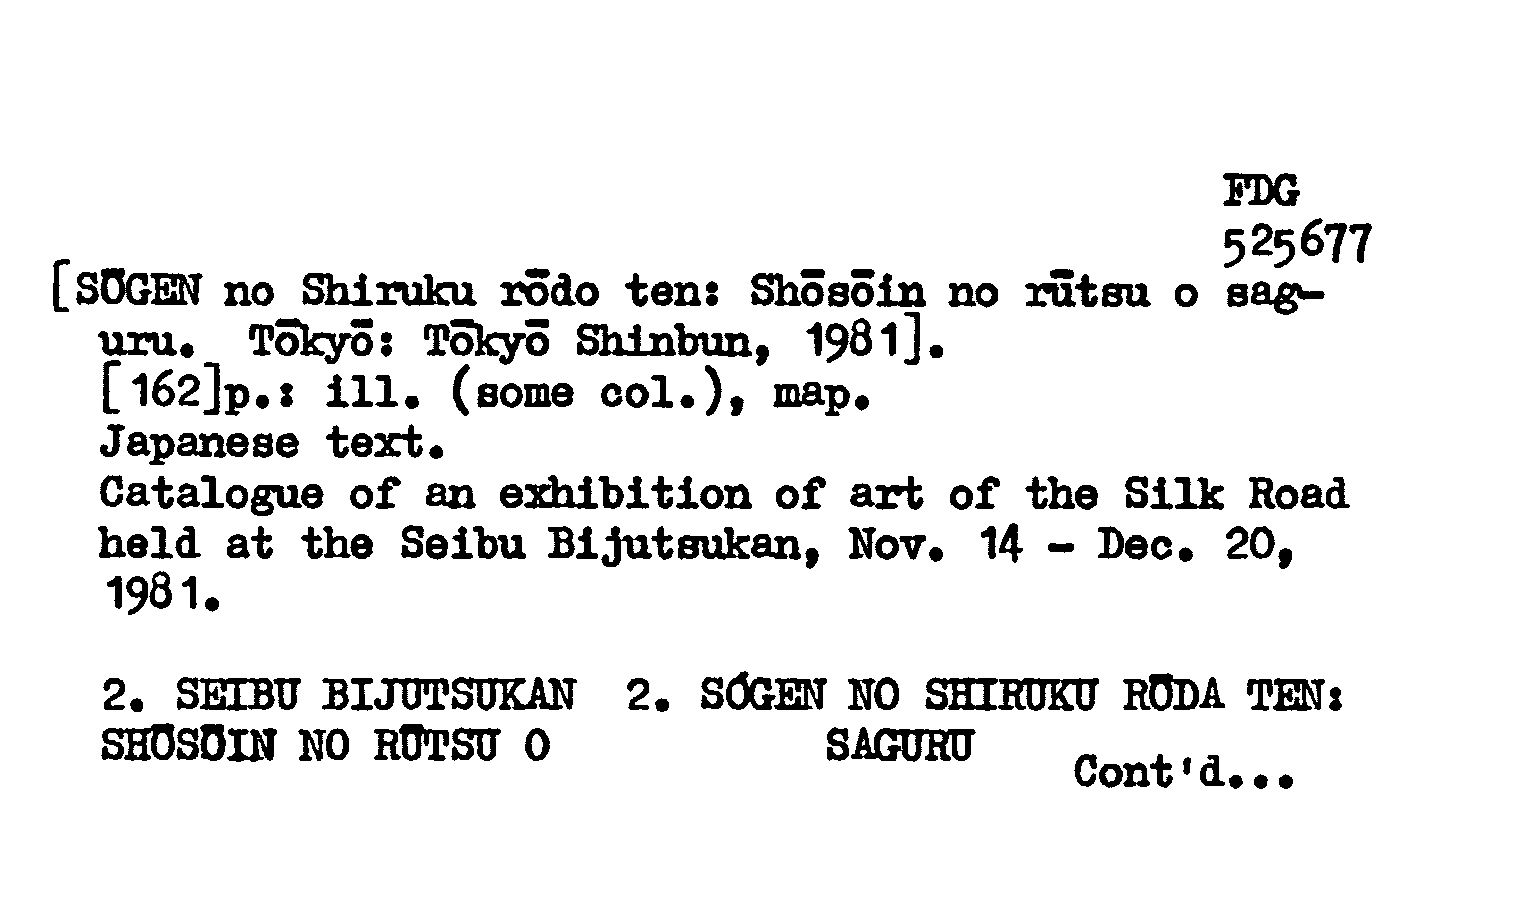 FDG
525677
[SŌGEN no Shiruku rōdo ten: Shōsōin no rūtsu o sag-
uru. Tōkyō: Tōkyō Shinbun, 1981].
[162]p.: ill. (some col.), map.
Japanese text.
Catalogue of an exhibition of art of the Silk Road
held at the Seibu Bijutsukan, Nov. 14 - Dec. 20,
1981.
2. SEIBU BIJUTSUKAN 2. SÓGEN NO SHIRUKU RŌDA TEN:
SHŌSŌIN NO RŪTSU O SAGURU
Cont'd...